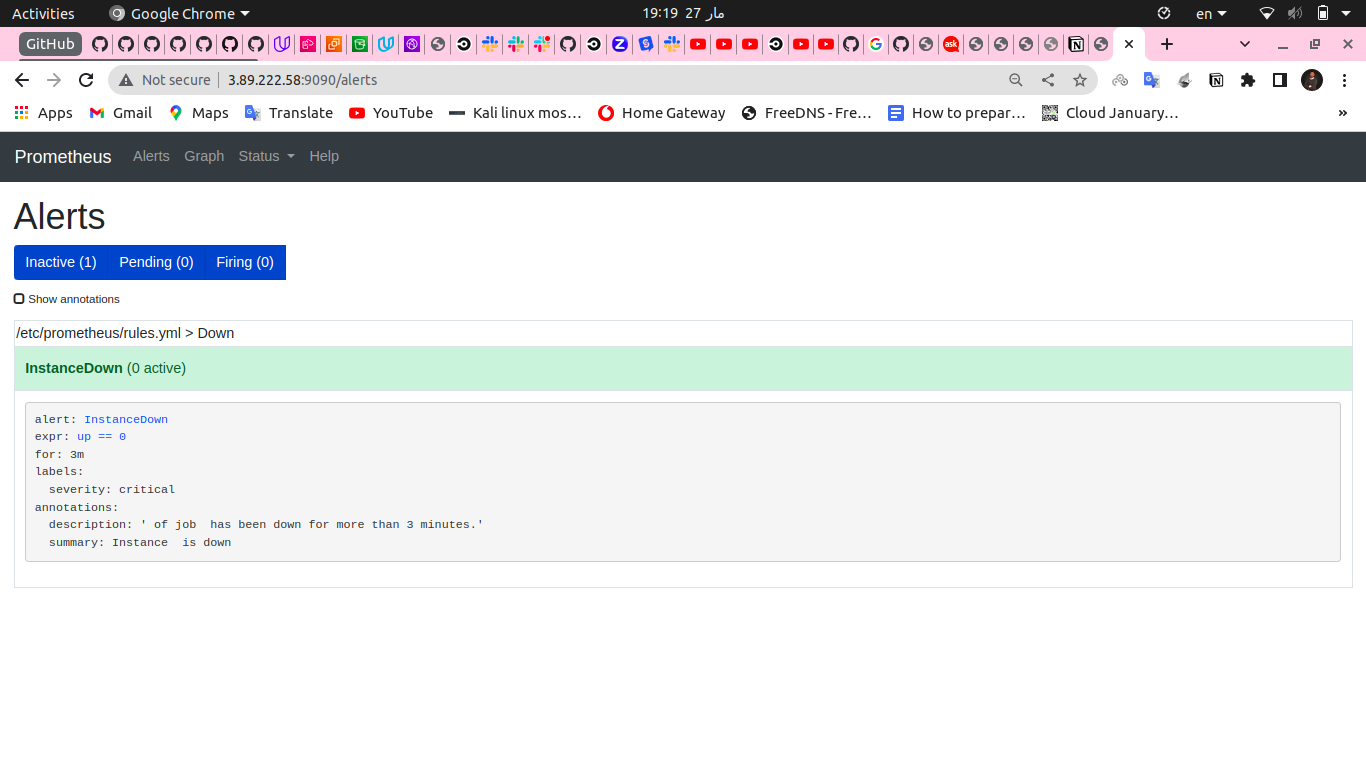 Activities Google Chrome 19:19 27 مار en
GitHub ask
Not secure 3.89.222.58:9090/alerts
Apps Gmail Maps Translate YouTube Kali linux mos… Home Gateway FreeDNS - Fre… How to prepar… Cloud January… »
Prometheus Alerts Graph Status Help
Alerts
Inactive (1) Pending (0) Firing (0)
Show annotations
/etc/prometheus/rules.yml > Down
InstanceDown (0 active)
alert: InstanceDown
expr: up == 0
for: 3m
labels:
  severity: critical
annotations:
  description: ' of job  has been down for more than 3 minutes.'
  summary: Instance  is down